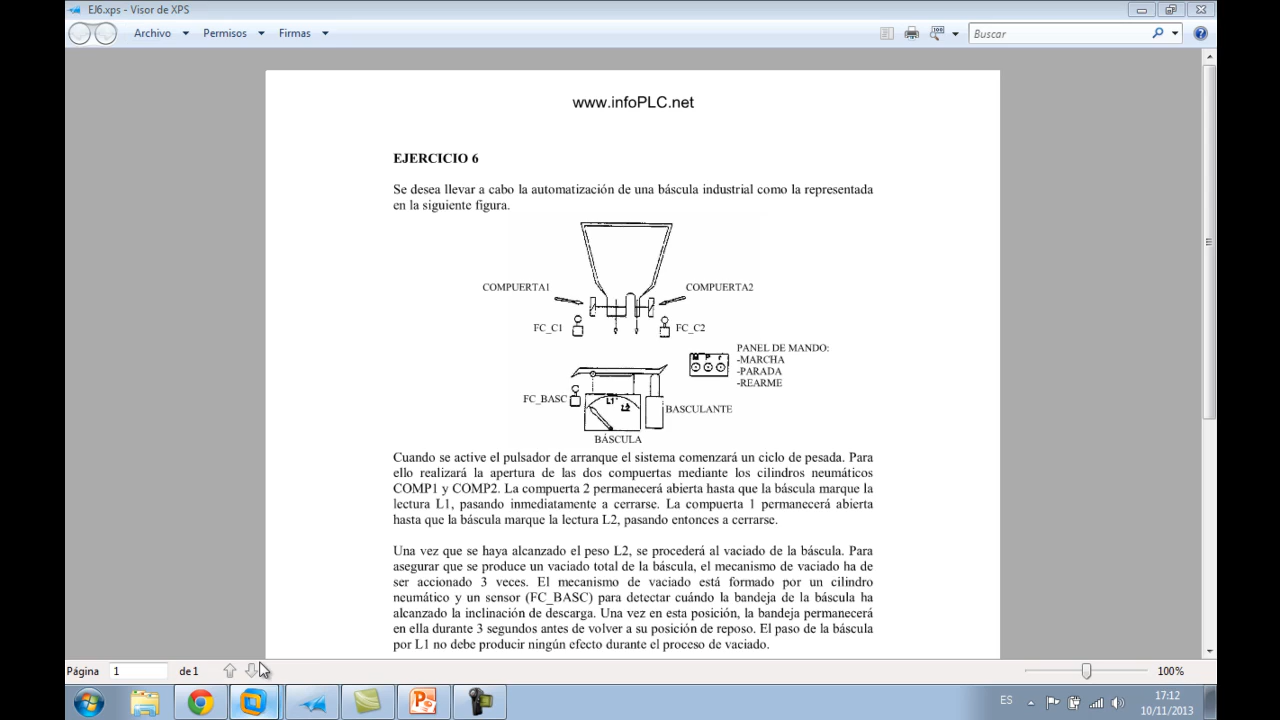 EJ6.xps - Visor de XPS
Archivo Permisos Firmas Buscar
www.infoPLC.net
EJERCICIO 6
Se desea llevar a cabo la automatización de una báscula industrial como la representada
en la siguiente figura.
COMPUERTA1 COMPUERTA2
FC_C1 FC_C2
PANEL DE MANDO:
M P r -MARCHA
-PARADA
-REARME
FC_BASC L1 L2 BASCULANTE
BÁSCULA
Cuando se active el pulsador de arranque el sistema comenzará un ciclo de pesada. Para
ello realizará la apertura de las dos compuertas mediante los cilindros neumáticos
COMP1 y COMP2. La compuerta 2 permanecerá abierta hasta que la báscula marque la
lectura L1, pasando inmediatamente a cerrarse. La compuerta 1 permanecerá abierta
hasta que la báscula marque la lectura L2, pasando entonces a cerrarse.
Una vez que se haya alcanzado el peso L2, se procederá al vaciado de la báscula. Para
asegurar que se produce un vaciado total de la báscula, el mecanismo de vaciado ha de
ser accionado 3 veces. El mecanismo de vaciado está formado por un cilindro
neumático y un sensor (FC_BASC) para detectar cuándo la bandeja de la báscula ha
alcanzado la inclinación de descarga. Una vez en esta posición, la bandeja permanecerá
en ella durante 3 segundos antes de volver a su posición de reposo. El paso de la báscula
por L1 no debe producir ningún efecto durante el proceso de vaciado.
Página 1 de 1 100%
ES 17:12
10/11/2013